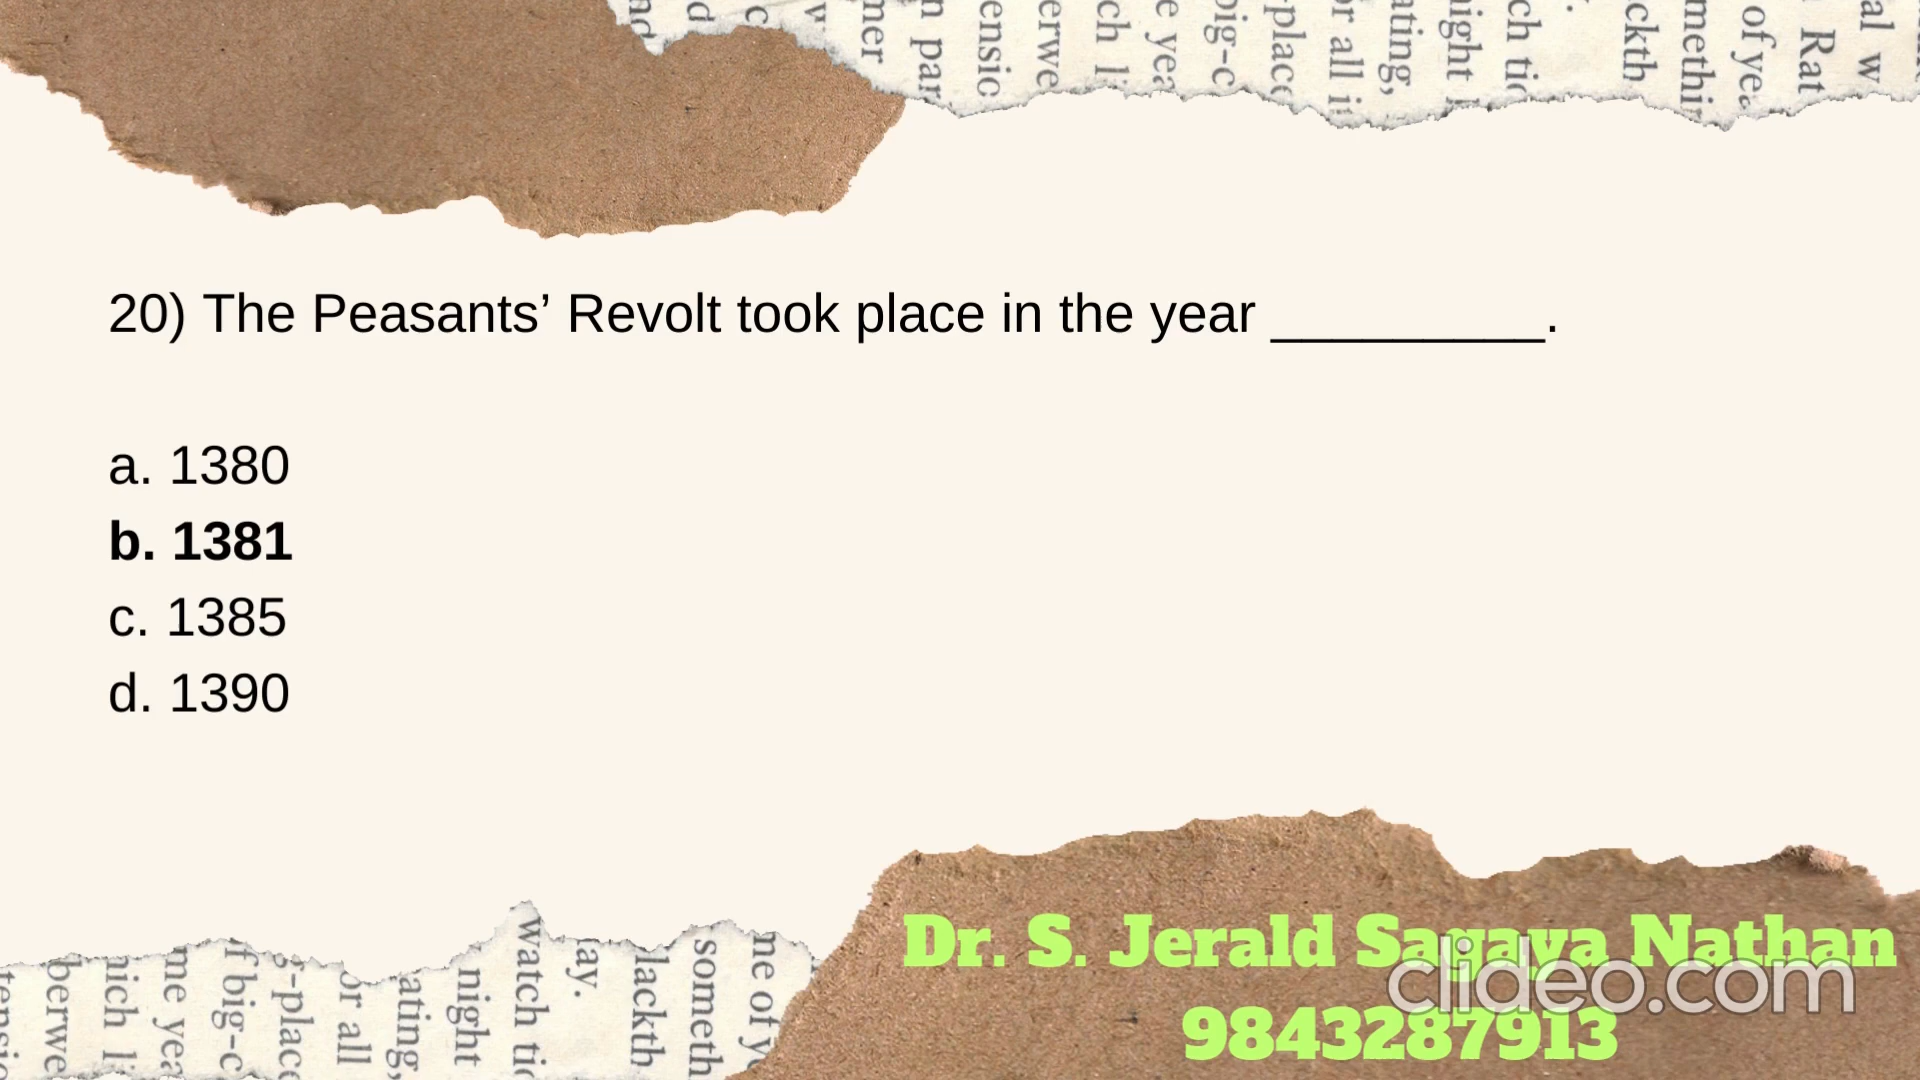 20) The Peasants’ Revolt took place in the year _________.
a. 1380
b. 1381
c. 1385
d. 1390
Dr. S. Jerald Sagaya Nathan
clideo.com
9843287913